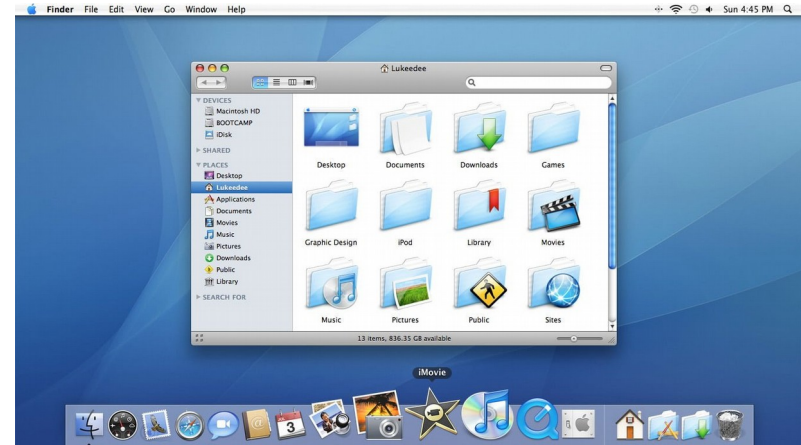 Finder File Edit View Go Window Help
Sun 4:45 PM
Lukeedee
DEVICES
Macintosh HD
BOOTCAMP
iDisk
SHARED
PLACES
Desktop
Lukeedee
Applications
Documents
Movies
Music
Pictures
Downloads
Public
Library
SEARCH FOR
Desktop Documents Downloads Games
Graphic Design iPod Library Movies
Music Pictures Public Sites
13 items, 836.35 GB available
iMovie
3